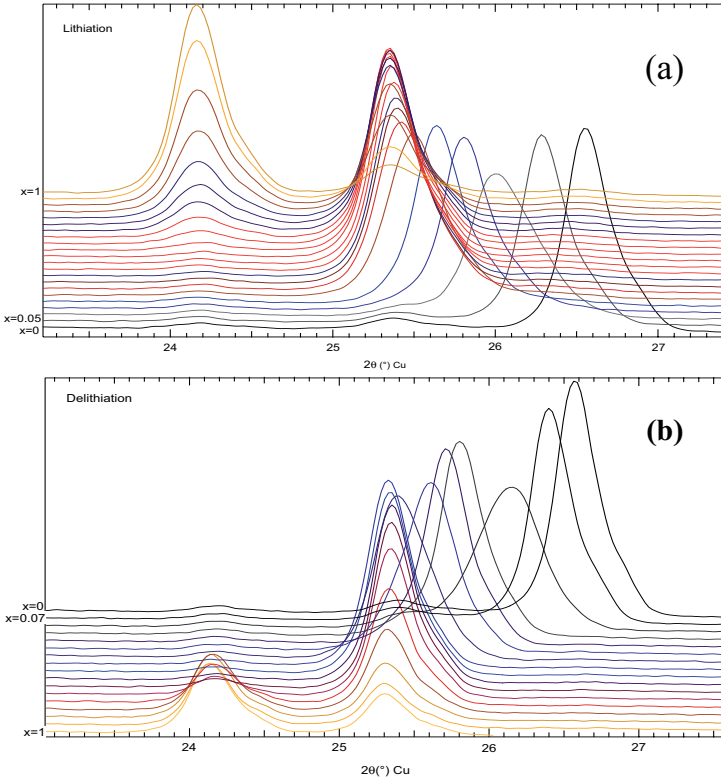 Lithiation
(a)
x=1
x=0.05
x=0
24 25 26 27
2θ (°) Cu
Delithiation
(b)
x=0
x=0.07
x=1
24 25 26 27
2θ(°) Cu